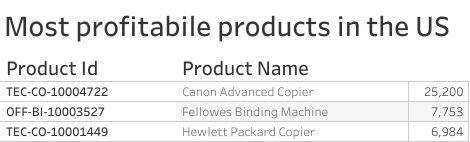 Most profitabile products in the US
Product Id Product Name
TEC-CO-10004722 Canon Advanced Copier 25,200
OFF-BI-10003527 Fellowes Binding Machine 7,753
TEC-CO-10001449 Hewlett Packard Copier 6,984